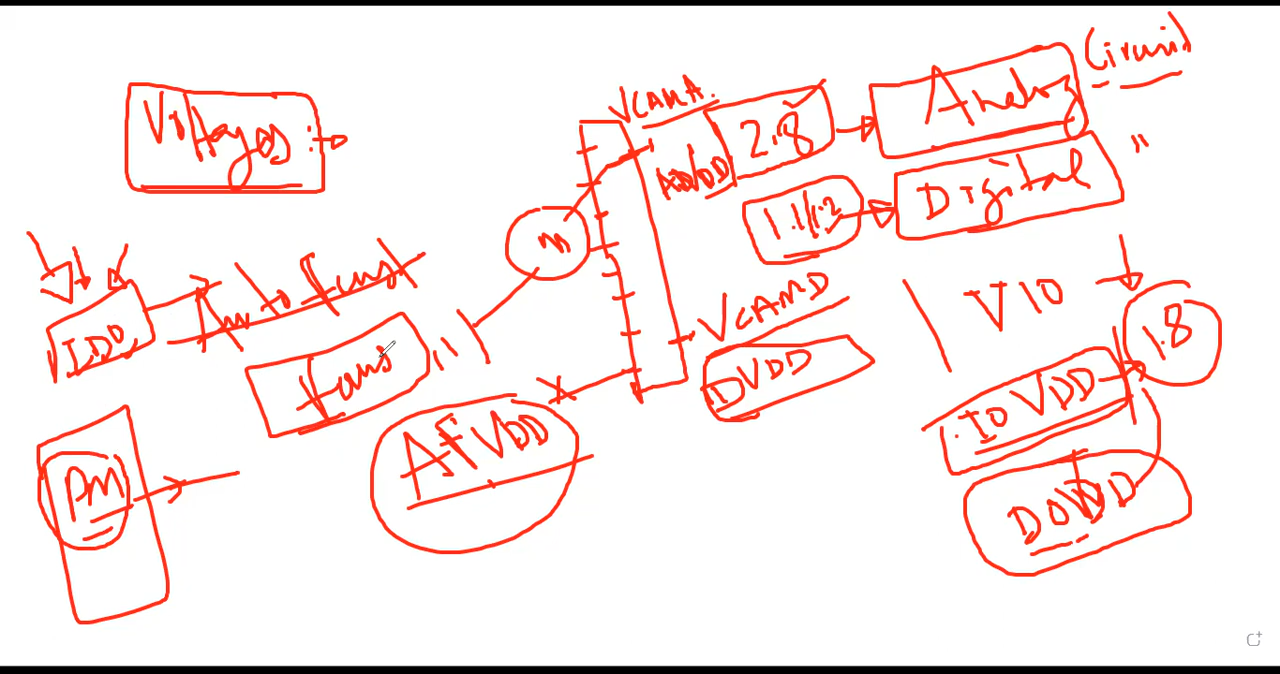 Voltages :→
VCAMA.
AVDD
2.8
Analog
Circuit
1.1/1.2
Digital
"
m
Auto Focus
LDO
Focus
"
VCAMD
DVDD
VIO
1.8
IOVDD
DOVDD
AFVDD
PM